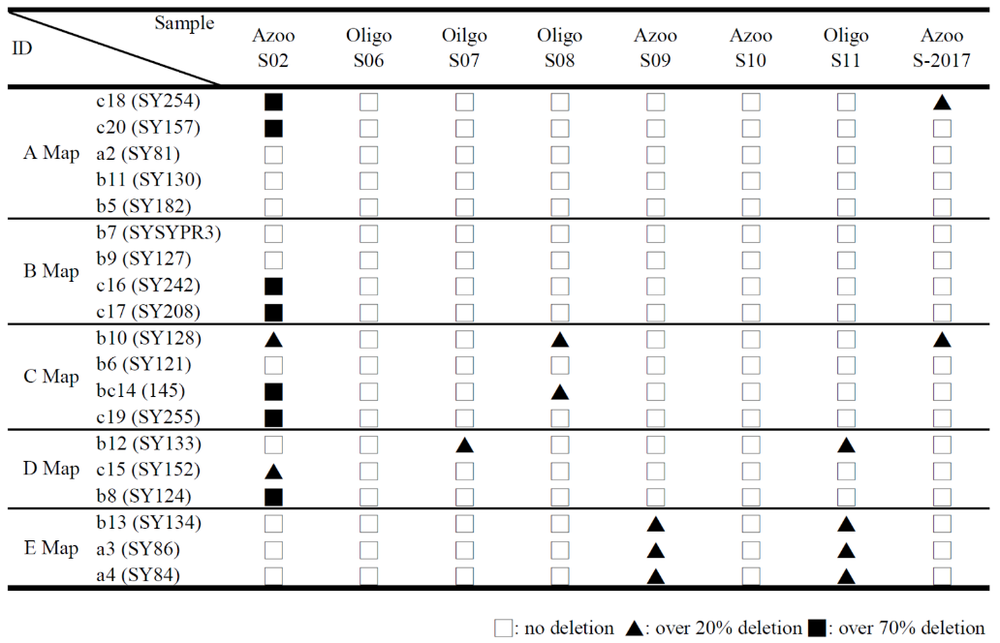 Sample
ID
Azoo S02 Oligo S06 Oilgo S07 Oligo S08 Azoo S09 Azoo S10 Oligo S11 Azoo S-2017
A Map
c18 (SY254) ■ □ □ □ □ □ □ ▲
c20 (SY157) ■ □ □ □ □ □ □ □
a2 (SY81) □ □ □ □ □ □ □ □
b11 (SY130) □ □ □ □ □ □ □ □
b5 (SY182) □ □ □ □ □ □ □ □
B Map
b7 (SYSYPR3) □ □ □ □ □ □ □ □
b9 (SY127) □ □ □ □ □ □ □ □
c16 (SY242) ■ □ □ □ □ □ □ □
c17 (SY208) ■ □ □ □ □ □ □ □
C Map
b10 (SY128) ▲ □ □ ▲ □ □ □ ▲
b6 (SY121) □ □ □ □ □ □ □ □
bc14 (145) ■ □ □ ▲ □ □ □ □
c19 (SY255) ■ □ □ □ □ □ □ □
D Map
b12 (SY133) □ □ ▲ □ □ □ ▲ □
c15 (SY152) ▲ □ □ □ □ □ □ □
b8 (SY124) ■ □ □ □ □ □ □ □
E Map
b13 (SY134) □ □ □ □ ▲ □ ▲ □
a3 (SY86) □ □ □ □ ▲ □ ▲ □
a4 (SY84) □ □ □ □ ▲ □ ▲ □
□: no deletion ▲: over 20% deletion ■: over 70% deletion